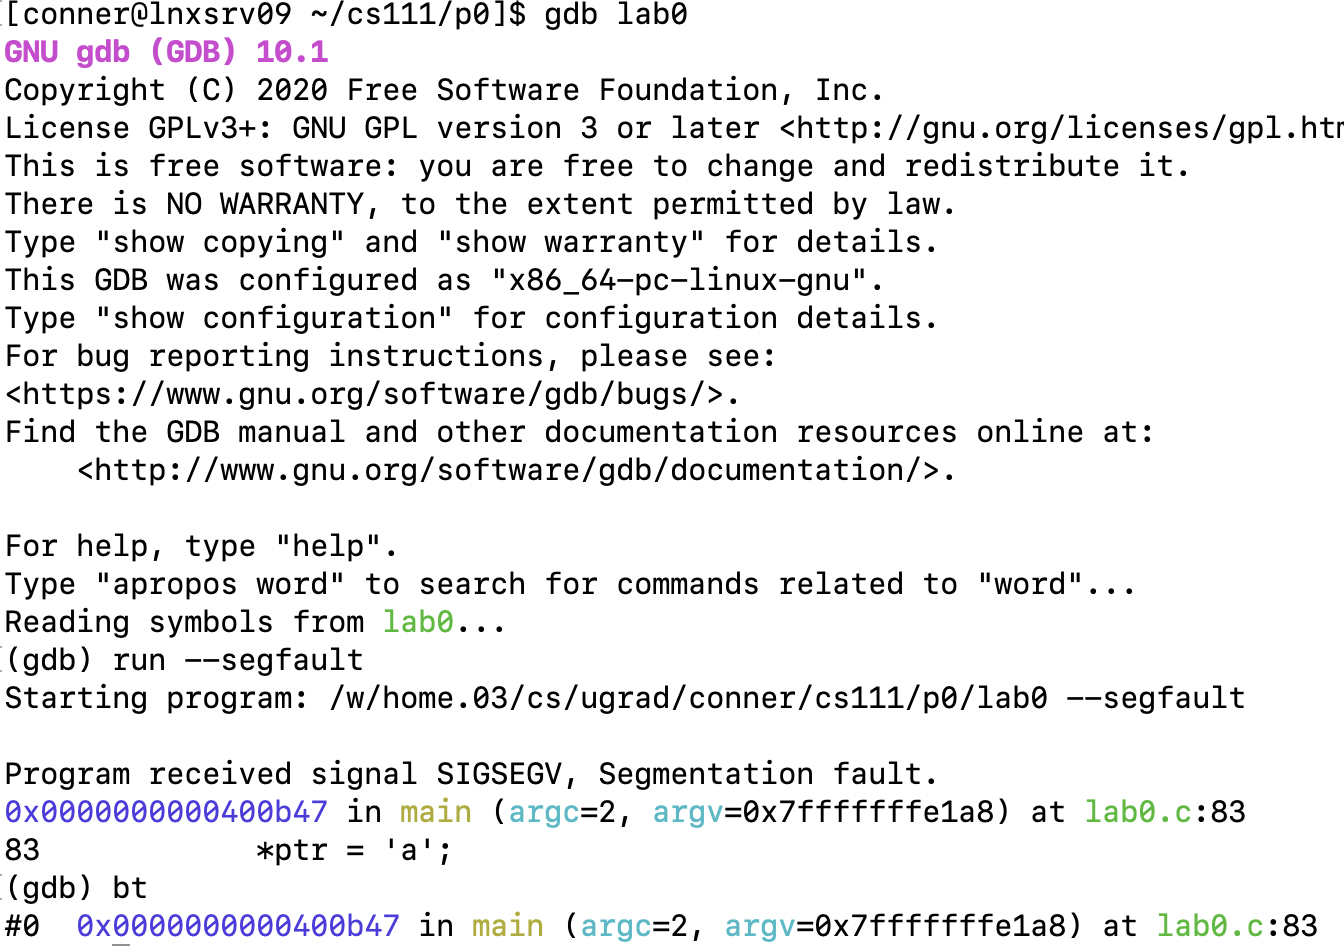 [conner@lnxsrv09 ~/cs111/p0]$ gdb lab0
GNU gdb (GDB) 10.1
Copyright (C) 2020 Free Software Foundation, Inc.
License GPLv3+: GNU GPL version 3 or later <http://gnu.org/licenses/gpl.htm
This is free software: you are free to change and redistribute it.
There is NO WARRANTY, to the extent permitted by law.
Type "show copying" and "show warranty" for details.
This GDB was configured as "x86_64-pc-linux-gnu".
Type "show configuration" for configuration details.
For bug reporting instructions, please see:
<https://www.gnu.org/software/gdb/bugs/>.
Find the GDB manual and other documentation resources online at:
    <http://www.gnu.org/software/gdb/documentation/>.

For help, type "help".
Type "apropos word" to search for commands related to "word"...
Reading symbols from lab0...
(gdb) run --segfault
Starting program: /w/home.03/cs/ugrad/conner/cs111/p0/lab0 --segfault

Program received signal SIGSEGV, Segmentation fault.
0x0000000000400b47 in main (argc=2, argv=0x7fffffffe1a8) at lab0.c:83
83            *ptr = 'a';
(gdb) bt
#0  0x0000000000400b47 in main (argc=2, argv=0x7fffffffe1a8) at lab0.c:83